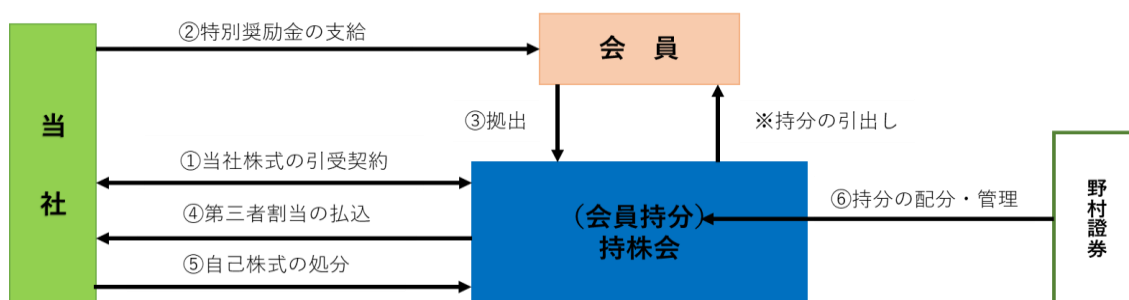 ②特別奨励金の支給
会 員
当
社
③拠出
※持分の引出し
①当社株式の引受契約
④第三者割当の払込
⑤自己株式の処分
（会員持分）
持株会
⑥持分の配分・管理
野村證券